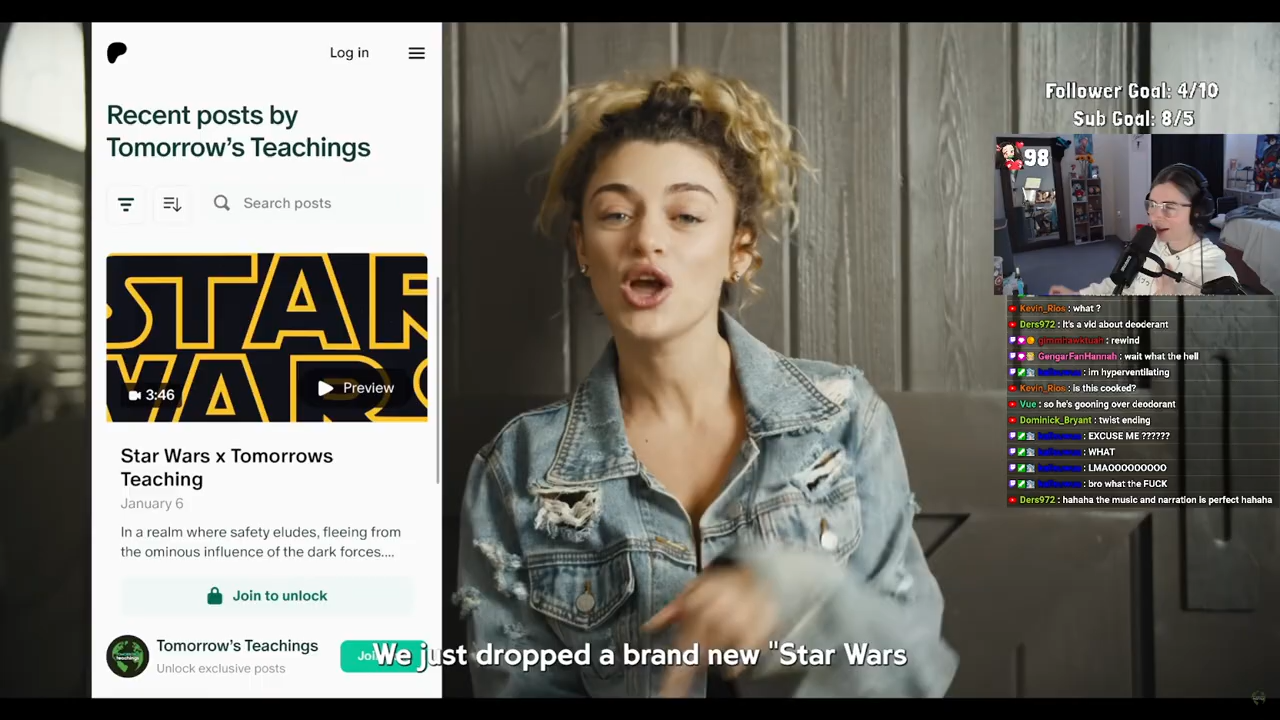 Log in
Recent posts by
Tomorrow's Teachings
Search posts
STAR
WARS
3:46
Preview
Star Wars x Tomorrows
Teaching
January 6
In a realm where safety eludes, fleeing from
the ominous influence of the dark forces....
Join to unlock
Tomorrow's Teachings
Unlock exclusive posts
We just dropped a brand new "Star Wars
Follower Goal: 4/10
Sub Goal: 8/5
98
Kevin_Rios : what ?
Ders972 : It's a vid about deodorant
gimmhawktuah : rewind
GengarFanHannah : wait what the hell
: im hyperventilating
Kevin_Rios : is this cooked?
Vue : so he's gooning over deodorant
Dominick_Bryant : twist ending
: EXCUSE ME ??????
: WHAT
: LMAOOOOOOOOO
: bro what the FUCK
Ders972 : hahaha the music and narration is perfect hahaha